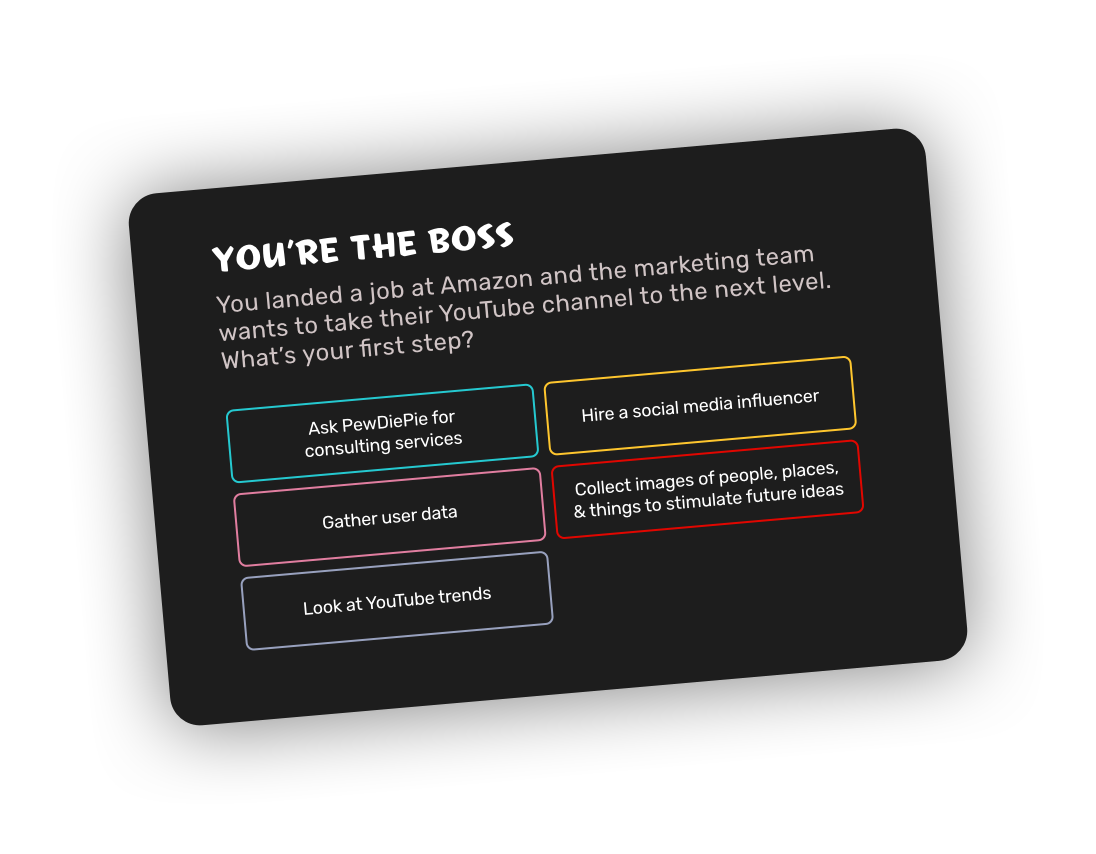 YOU’RE THE BOSS
You landed a job at Amazon and the marketing team
wants to take their YouTube channel to the next level.
What’s your first step?
Ask PewDiePie for
consulting services
Hire a social media influencer
Gather user data
Collect images of people, places,
& things to stimulate future ideas
Look at YouTube trends